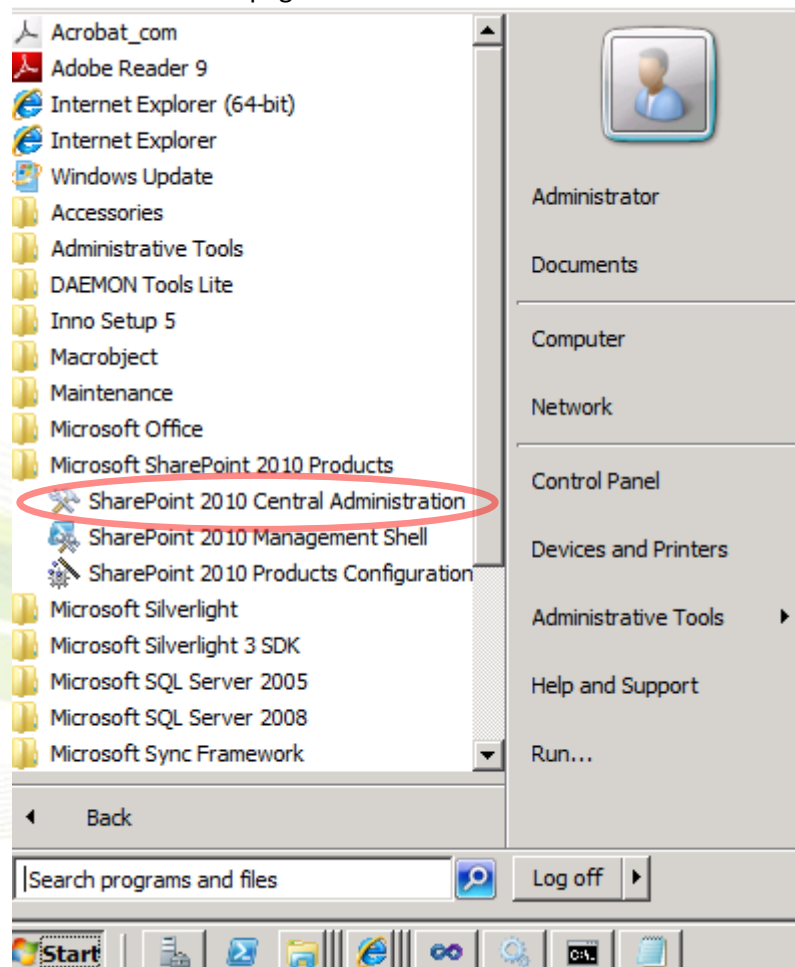 Acrobat_com
Adobe Reader 9
Internet Explorer (64-bit)
Internet Explorer
Windows Update
Accessories
Administrative Tools
DAEMON Tools Lite
Inno Setup 5
Macrobject
Maintenance
Microsoft Office
Microsoft SharePoint 2010 Products
SharePoint 2010 Central Administration
SharePoint 2010 Management Shell
SharePoint 2010 Products Configuration
Microsoft Silverlight
Microsoft Silverlight 3 SDK
Microsoft SQL Server 2005
Microsoft SQL Server 2008
Microsoft Sync Framework
Back
Search programs and files
Administrator
Documents
Computer
Network
Control Panel
Devices and Printers
Administrative Tools
Help and Support
Run...
Log off
Start
C:\.